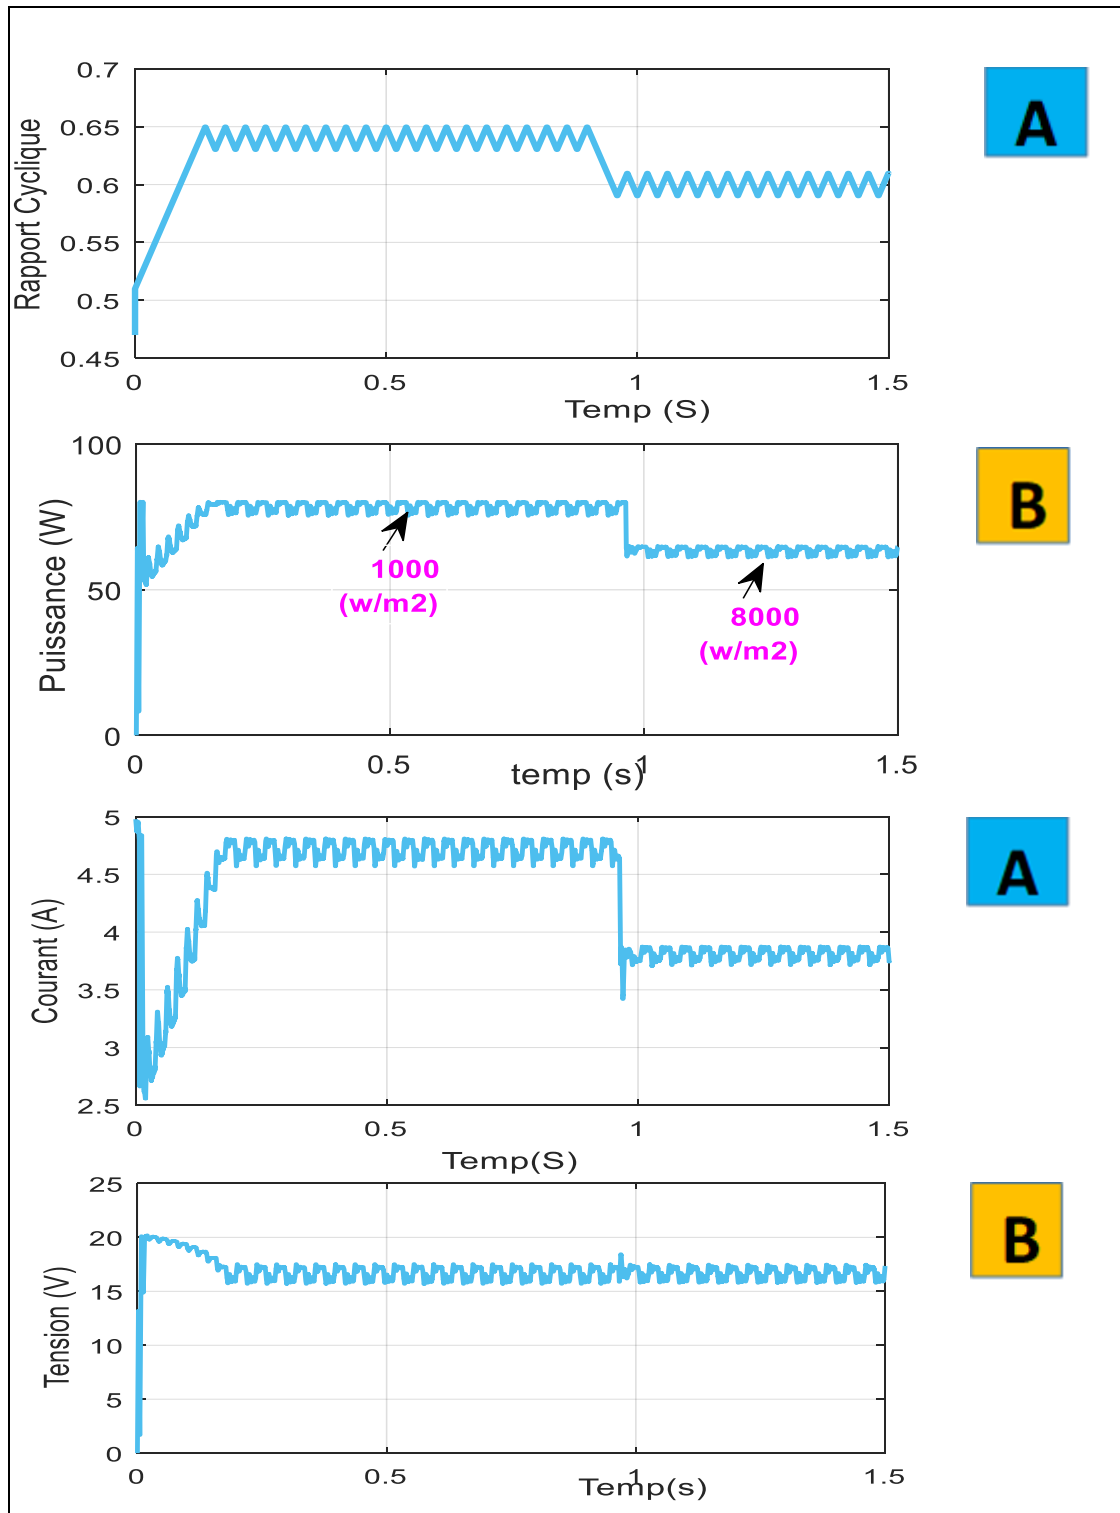 0.7
0.65
0.6
0.55
0.5
0.45
Rapport Cyclique
0
0.5
1
1.5
Temp (S)
A
100
50
0
Puissance (W)
1000
(w/m2)
8000
(w/m2)
0
0.5
1
1.5
temp (s)
B
5
4.5
4
3.5
3
2.5
Courant (A)
0
0.5
1
1.5
Temp(S)
A
25
20
15
10
5
0
Tension (V)
0
0.5
1
1.5
Temp(s)
B